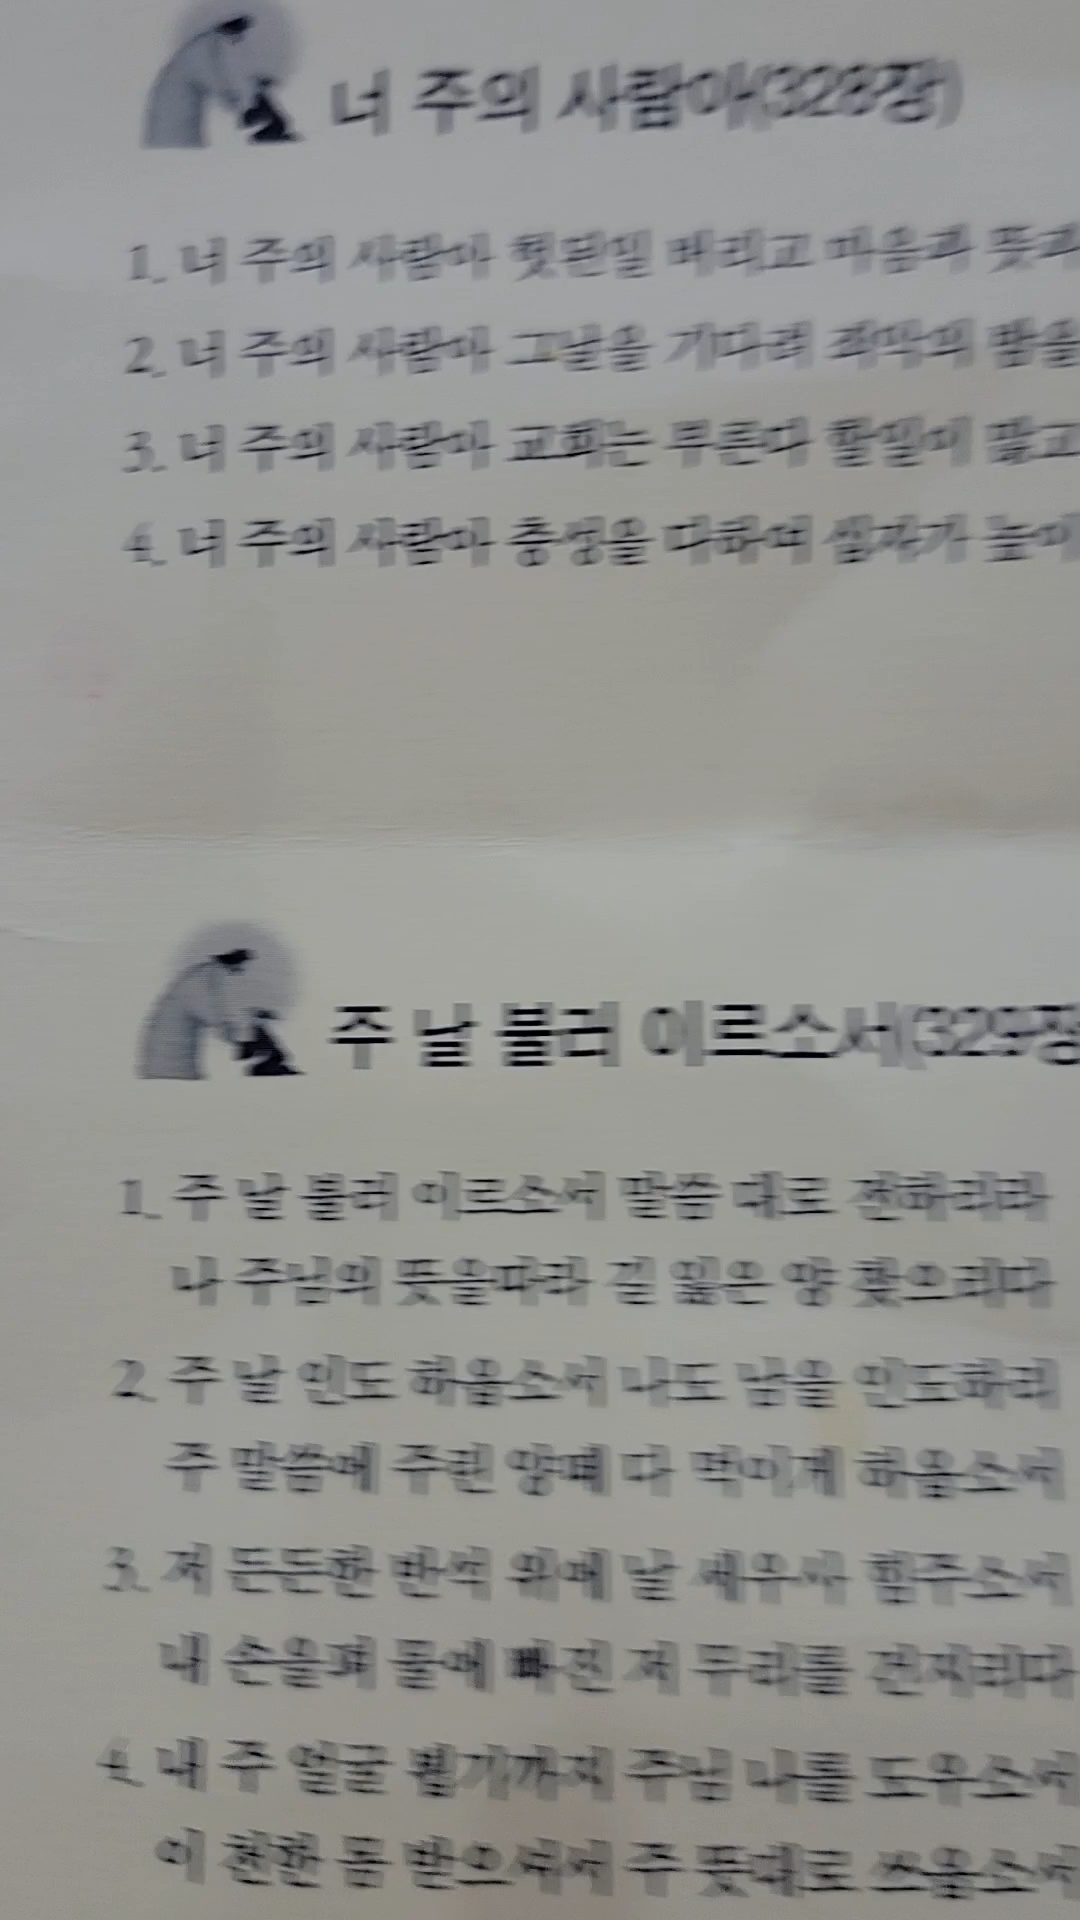 너 주의 사람아(328장)
1. 너 주의 사람아 헛된일 버리고 마음과 뜻과
2. 너 주의 사람아 그날을 기다려 죄악의 밤을
3. 너 주의 사람아 교회는 부른다 할일이 많고
4. 너 주의 사람아 충성을 다하여 십자가 높이
주 날 불러 이르소서(329장
1. 주 날 불러 이르소서 말씀 대로 전하리라
나 주님의 뜻을따라 길 잃은 양 찾으리다
2. 주 날 인도 하옵소서 나도 남을 인도하리
주 말씀에 주린 양떼 다 먹이게 하옵소서
3. 저 든든한 반석 위에 날 세우사 힘주소서
내 손을펴 물에 빠진 저 무리를 건지리다
4. 내 주 얼굴 뵐기까지 주님 나를 도우소서
이 천한 몸 받으셔서 주 뜻대로 쓰옵소서